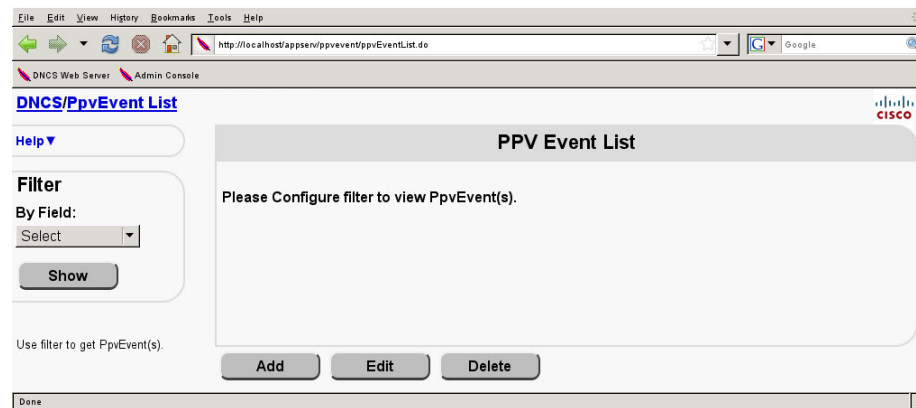 File Edit View History Bookmarks Tools Help
http://localhost/appserv/ppvevent/ppvEventList.do
G Google
DNCS Web Server Admin Console
DNCS/PpvEvent List
CISCO
Help
PPV Event List
Filter
Please Configure filter to view PpvEvent(s).
By Field:
Select
Show
Use filter to get PpvEvent(s).
Add Edit Delete
Done